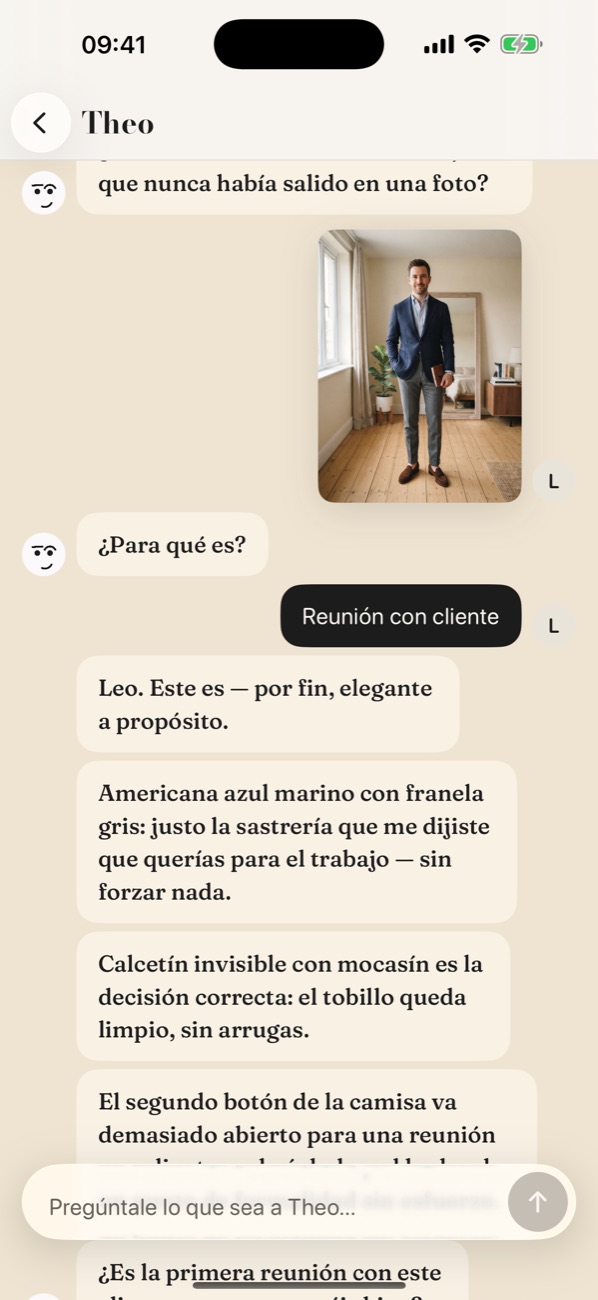 09:41
Theo
que nunca había salido en una foto?
L
¿Para qué es?
Reunión con cliente
L
Leo. Este es — por fin, elegante
a propósito.
Americana azul marino con franela
gris: justo la sastrería que me dijiste
que querías para el trabajo — sin
forzar nada.
Calcetín invisible con mocasín es la
decisión correcta: el tobillo queda
limpio, sin arrugas.
El segundo botón de la camisa va
demasiado abierto para una reunión
Pregúntale lo que sea a Theo...
¿Es la primera reunión con este